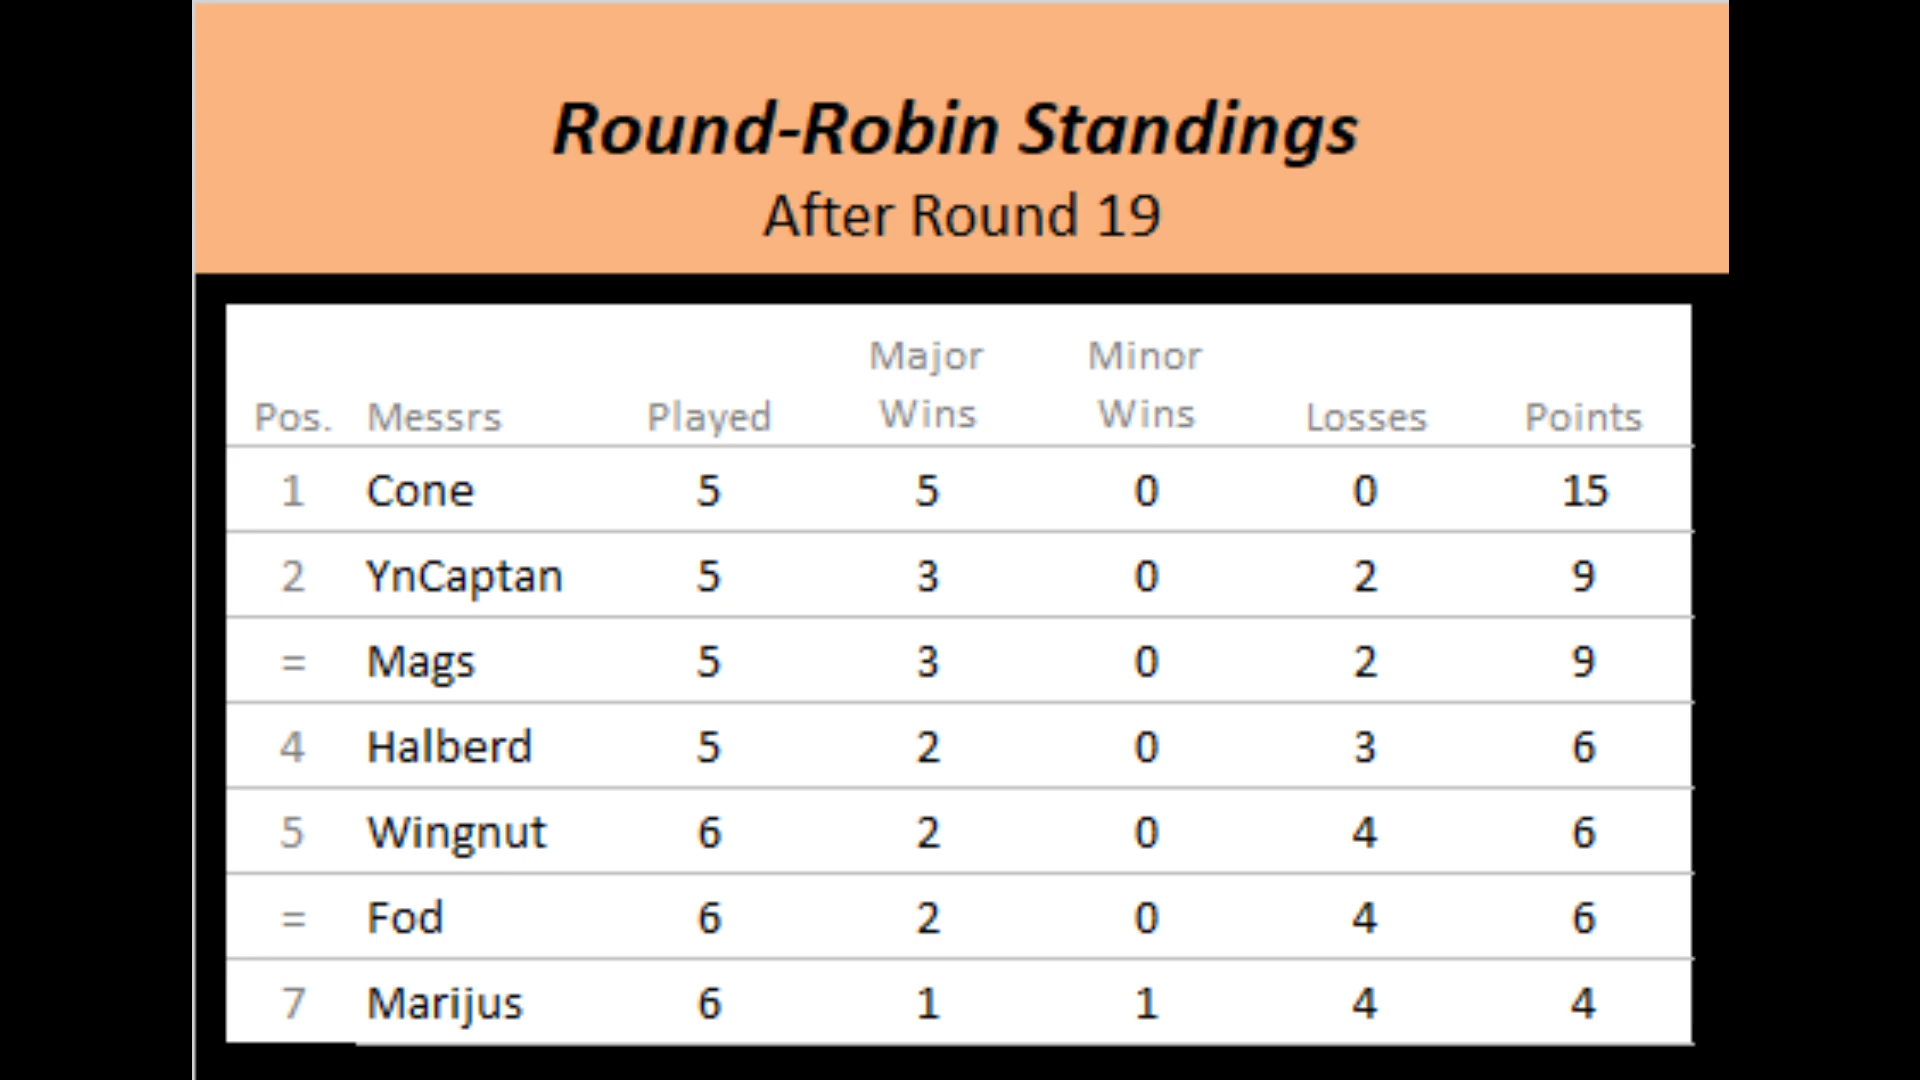 Round-Robin Standings
After Round 19
Major Minor
Pos. Messrs Played Wins Wins Losses Points
1 Cone 5 5 0 0 15
2 YnCaptan 5 3 0 2 9
= Mags 5 3 0 2 9
4 Halberd 5 2 0 3 6
5 Wingnut 6 2 0 4 6
= Fod 6 2 0 4 6
7 Marijus 6 1 1 4 4